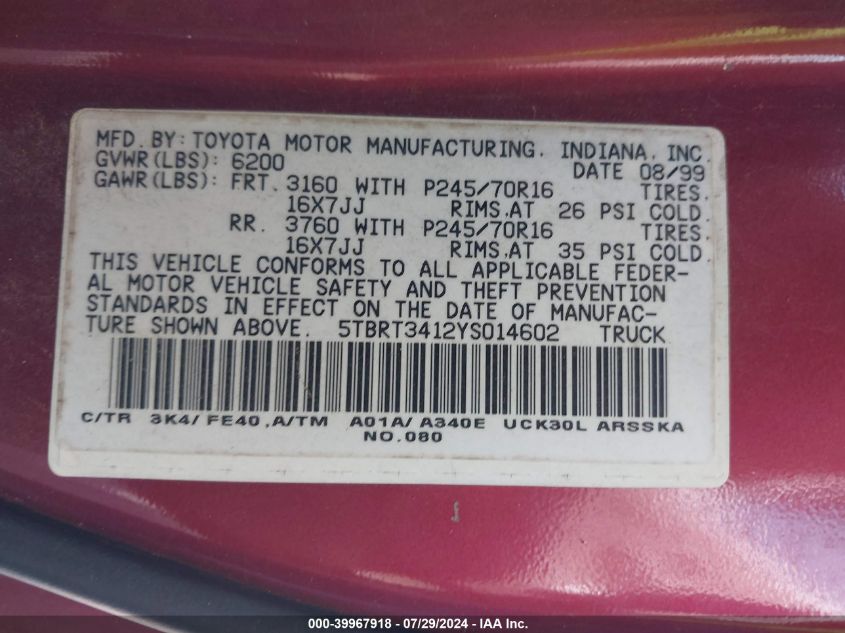 MFD. BY: TOYOTA MOTOR MANUFACTURING, INDIANA, INC.
GVWR(LBS): 6200 DATE 08/99
GAWR(LBS): FRT. 3160 WITH P245/70R16 TIRES,
16X7JJ RIMS,AT 26 PSI COLD.
RR. 3760 WITH P245/70R16 TIRES,
16X7JJ RIMS,AT 35 PSI COLD.
THIS VEHICLE CONFORMS TO ALL APPLICABLE FEDER-
AL MOTOR VEHICLE SAFETY AND THEFT PREVENTION
STANDARDS IN EFFECT ON THE DATE OF MANUFAC-
TURE SHOWN ABOVE. 5TBRT3412YS014602 TRUCK
C/TR 3K4/ FE40 ,A/TM A01A/ A340E UCK30L ARSSKA
NO.080
000-39967918 / 07/29/2024 - IAA Inc.